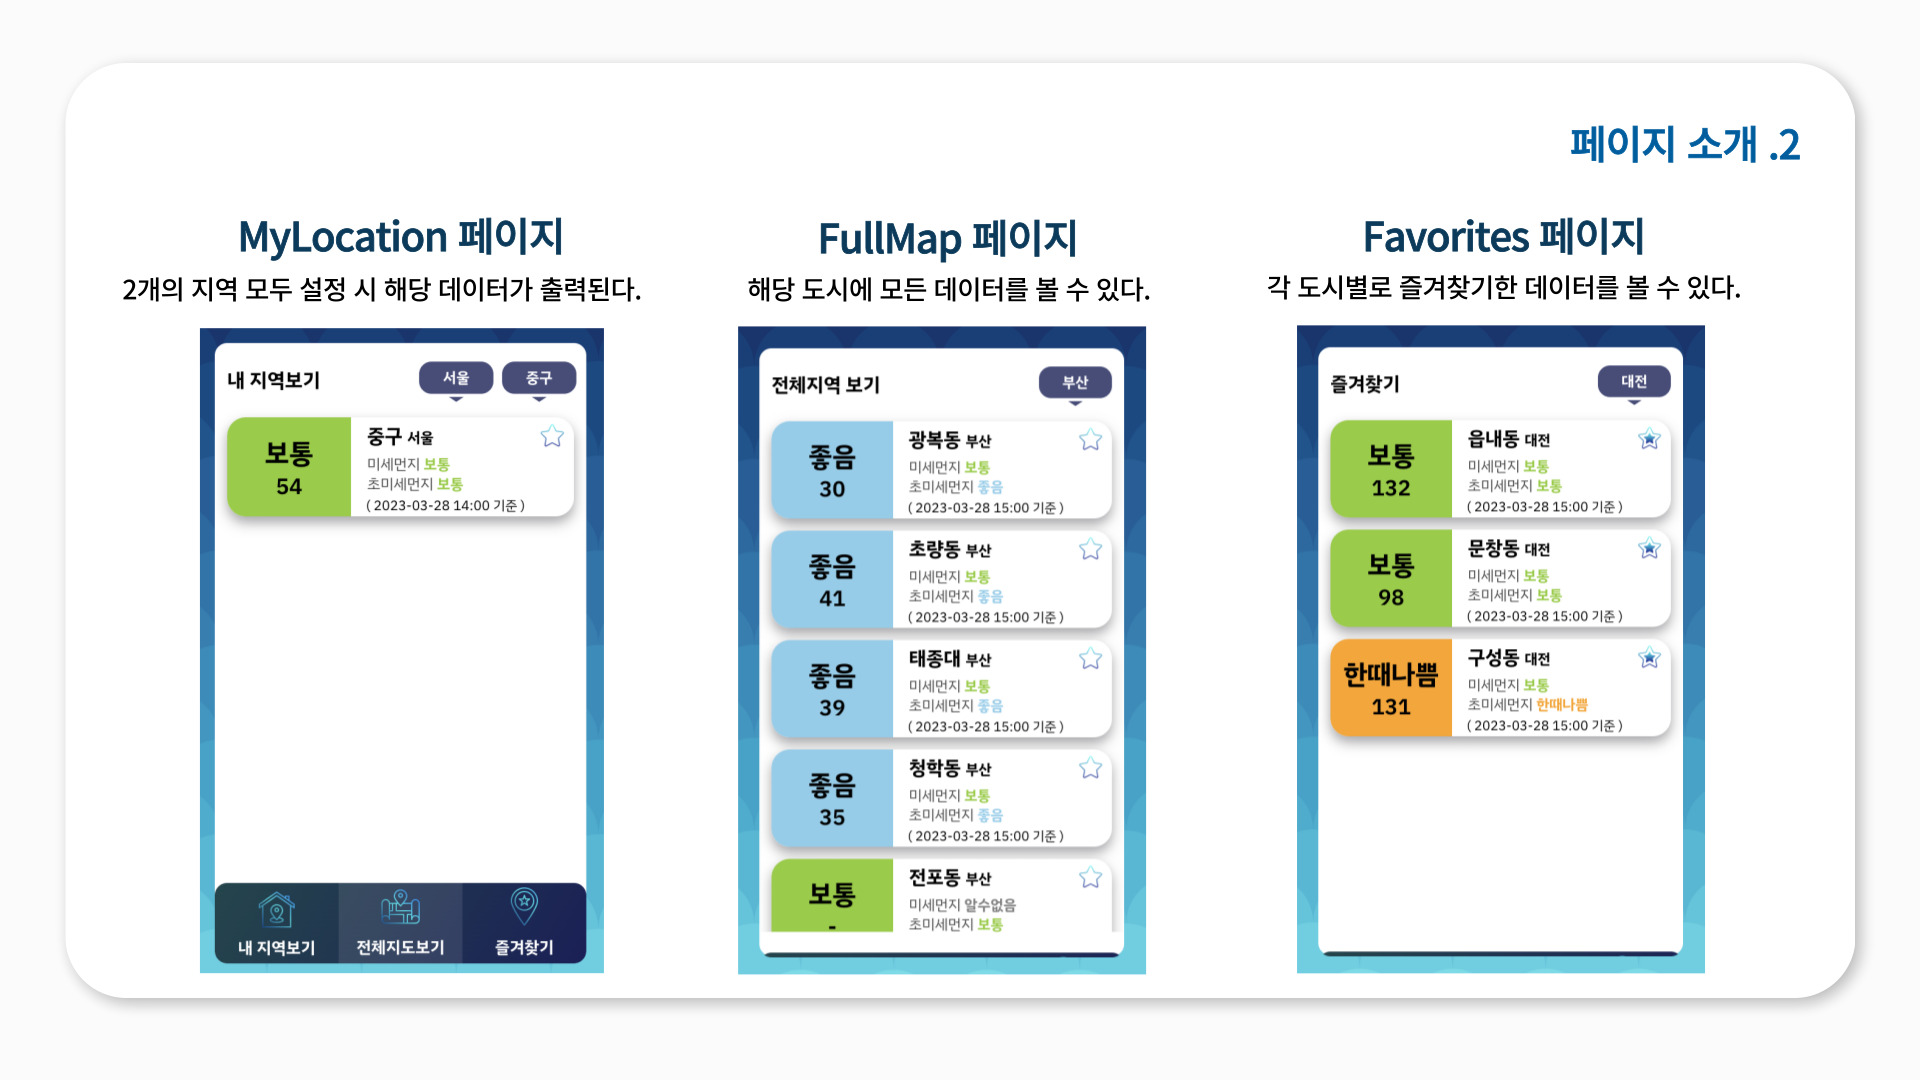 페이지 소개 .2
MyLocation 페이지
2개의 지역 모두 설정 시 해당 데이터가 출력된다.
내 지역보기
서울
중구
보통
54
중구 서울
미세먼지 보통
초미세먼지 보통
( 2023-03-28 14:00 기준 )
내 지역보기
전체지도보기
즐겨찾기
FullMap 페이지
해당 도시에 모든 데이터를 볼 수 있다.
전체지역 보기
부산
좋음
30
광복동 부산
미세먼지 보통
초미세먼지 좋음
( 2023-03-28 15:00 기준 )
좋음
41
초량동 부산
미세먼지 보통
초미세먼지 좋음
( 2023-03-28 15:00 기준 )
좋음
39
태종대 부산
미세먼지 보통
초미세먼지 좋음
( 2023-03-28 15:00 기준 )
좋음
35
청학동 부산
미세먼지 보통
초미세먼지 좋음
( 2023-03-28 15:00 기준 )
보통
-
전포동 부산
미세먼지 알수없음
초미세먼지 보통
Favorites 페이지
각 도시별로 즐겨찾기한 데이터를 볼 수 있다.
즐겨찾기
대전
보통
132
읍내동 대전
미세먼지 보통
초미세먼지 보통
( 2023-03-28 15:00 기준 )
보통
98
문창동 대전
미세먼지 보통
초미세먼지 보통
( 2023-03-28 15:00 기준 )
한때나쁨
131
구성동 대전
미세먼지 보통
초미세먼지 한때나쁨
( 2023-03-28 15:00 기준 )